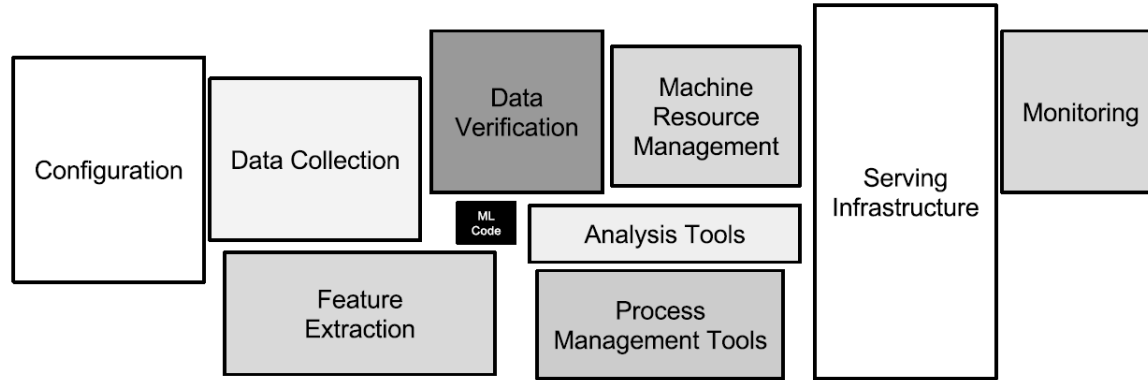 Configuration
Data Collection
Feature
Extraction
Data
Verification
ML
Code
Machine
Resource
Management
Analysis Tools
Process
Management Tools
Serving
Infrastructure
Monitoring